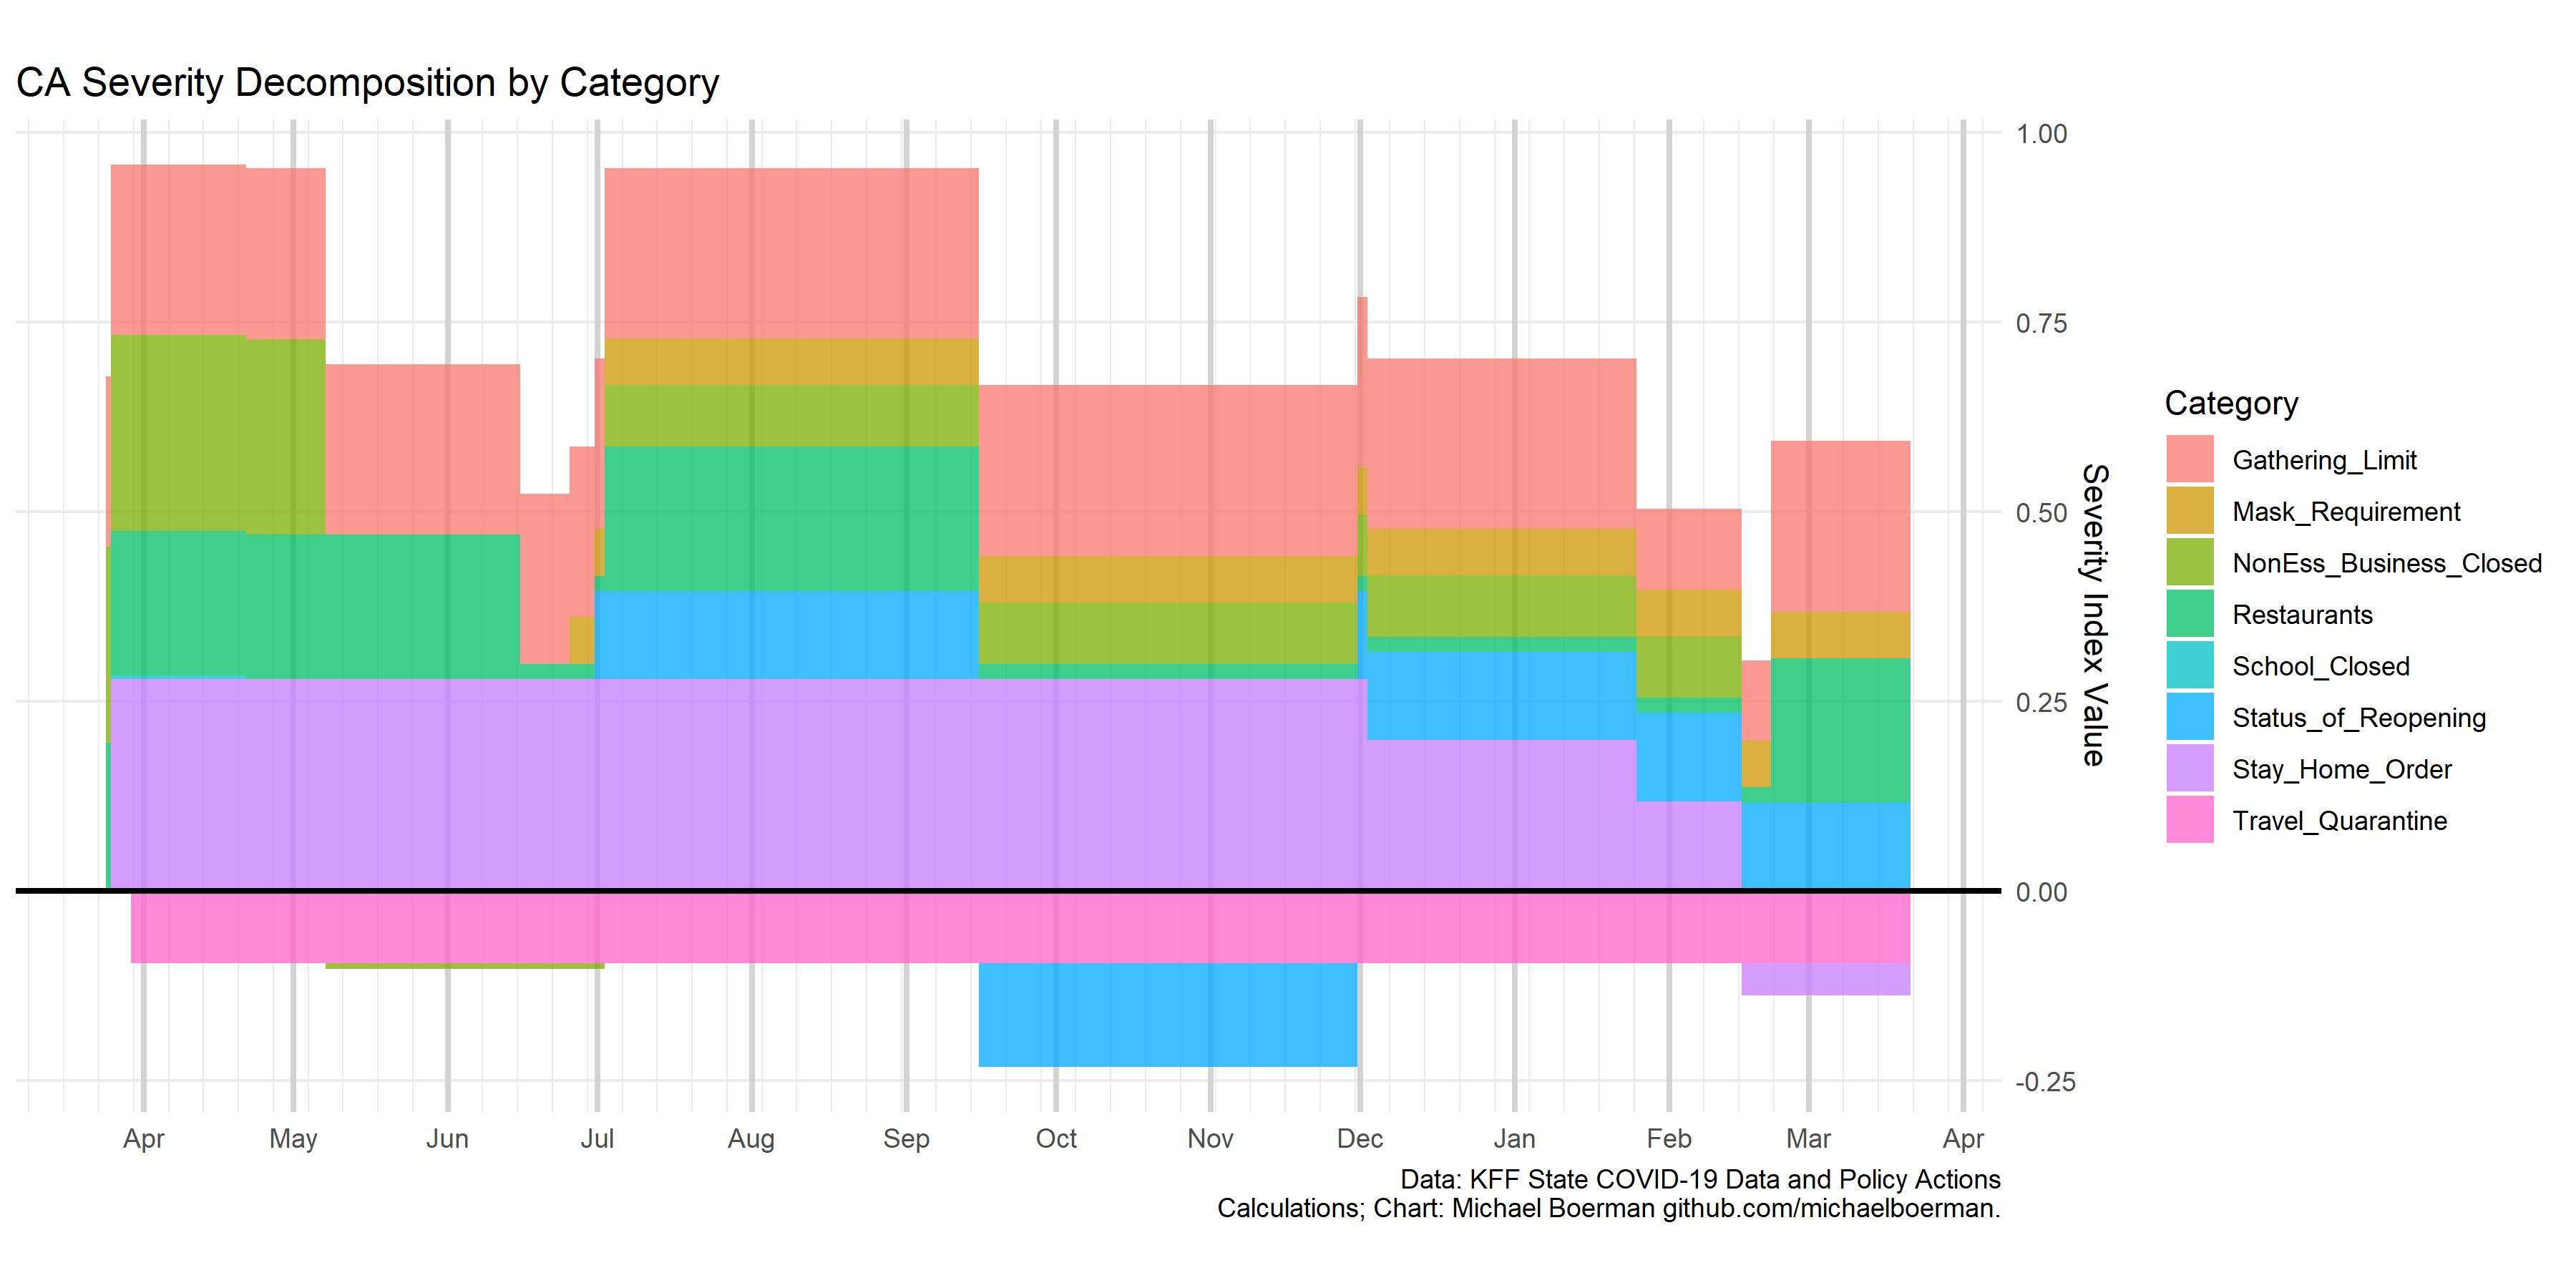 CA Severity Decomposition by Category
1.00
0.75
0.50
0.25
0.00
-0.25
Severity Index Value
Apr May Jun Jul Aug Sep Oct Nov Dec Jan Feb Mar Apr
Category
Gathering_Limit
Mask_Requirement
NonEss_Business_Closed
Restaurants
School_Closed
Status_of_Reopening
Stay_Home_Order
Travel_Quarantine
Data: KFF State COVID-19 Data and Policy Actions
Calculations; Chart: Michael Boerman github.com/michaelboerman.